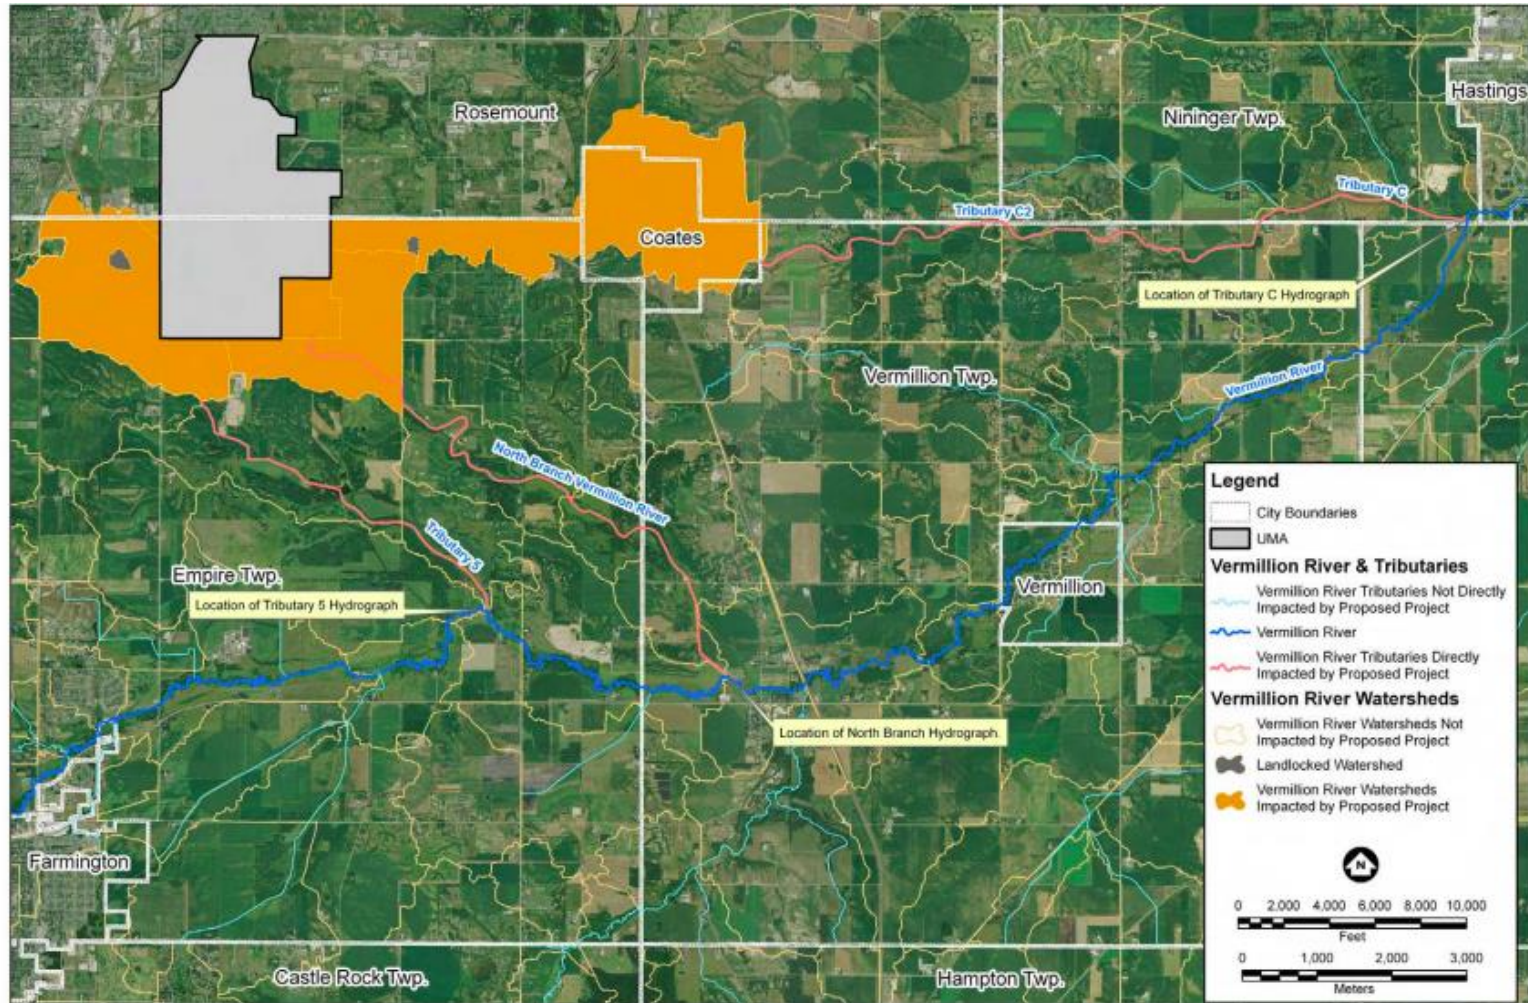 Rosemount
Nininger Twp.
Hastings
Tributary C
Tributary C2
Coates
Location of Tributary C Hydrograph
Vermillion Twp.
Vermillion River
North Branch Vermillion River
Tributary 5
Empire Twp.
Location of Tributary 5 Hydrograph
Vermillion
Location of North Branch Hydrograph.
Farmington
Castle Rock Twp.
Hampton Twp.
Legend
City Boundaries
UMA
Vermillion River & Tributaries
Vermillion River Tributaries Not Directly
Impacted by Proposed Project
Vermillion River
Vermillion River Tributaries Directly
Impacted by Proposed Project
Vermillion River Watersheds
Vermillion River Watersheds Not
Impacted by Proposed Project
Landlocked Watershed
Vermillion River Watersheds
Impacted by Proposed Project
N
0 2,000 4,000 6,000 8,000 10,000
Feet
0 1,000 2,000 3,000
Meters